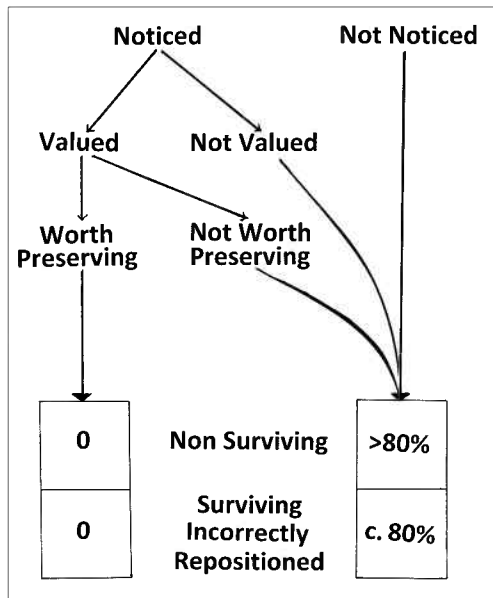 Noticed
Not Noticed
Valued
Not Valued
Worth
Preserving
Not Worth
Preserving
0
Non Surviving
>80%
0
Surviving
Incorrectly
Repositioned
c. 80%